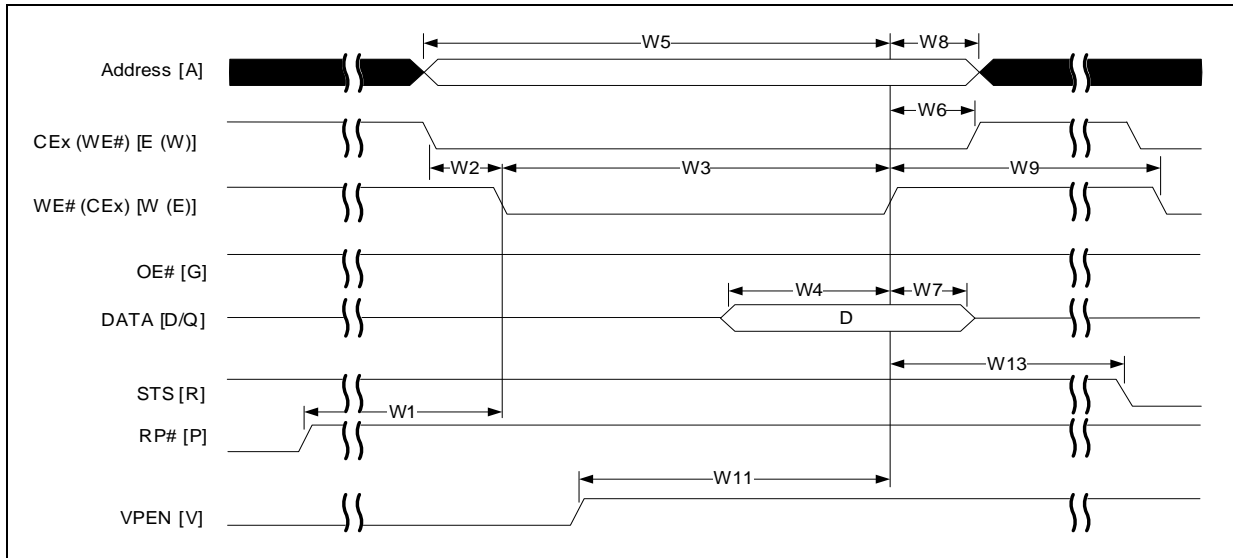 W5
W8
Address [A]
W6
CEx (WE#) [E (W)]
W2
W3
W9
WE# (CEx) [W (E)]
OE# [G]
W4
W7
DATA [D/Q]
D
W13
STS [R]
W1
RP# [P]
W11
VPEN [V]